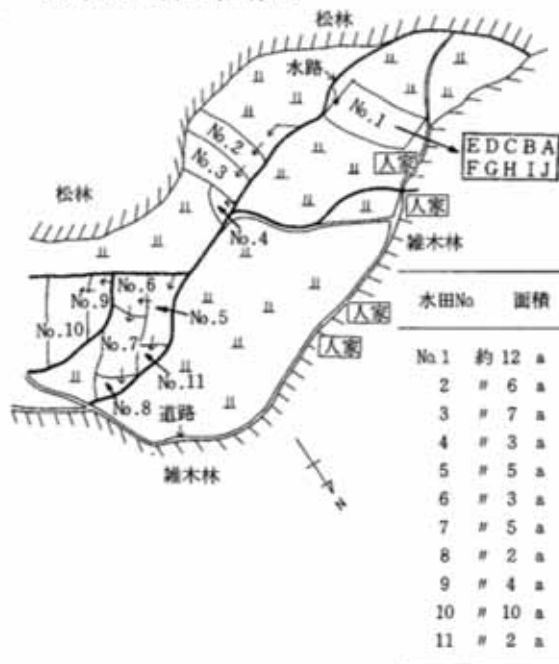 松林
水路
No.1
No.2
No.3
人家
EDCBA
FGHIJ
松林
人家
No.4
雑木林
No.6
No.9
No.5
人家
No.10
No.7
人家
No.11
No.8
道路
雑木林
N
水田No 面積
No.1 約 12 a
2 〃 6 a
3 〃 7 a
4 〃 3 a
5 〃 5 a
6 〃 3 a
7 〃 5 a
8 〃 2 a
9 〃 4 a
10 〃 10 a
11 〃 2 a